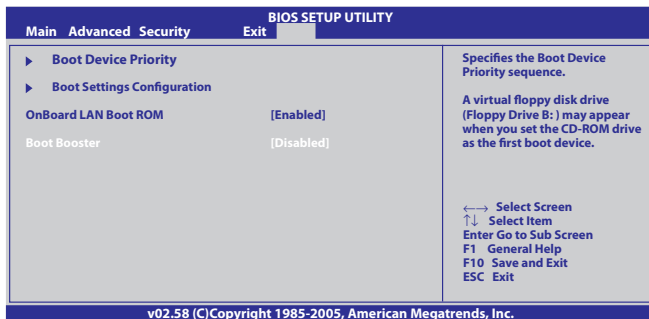 BIOS SETUP UTILITY
Main Advanced Security Exit
Boot Device Priority
Boot Settings Configuration
OnBoard LAN Boot ROM [Enabled]
Boot Booster [Disabled]
Specifies the Boot Device
Priority sequence.
A virtual floppy disk drive
(Floppy Drive B: ) may appear
when you set the CD-ROM drive
as the first boot device.
←→ Select Screen
↑↓ Select Item
Enter Go to Sub Screen
F1 General Help
F10 Save and Exit
ESC Exit
v02.58 (C)Copyright 1985-2005, American Megatrends, Inc.